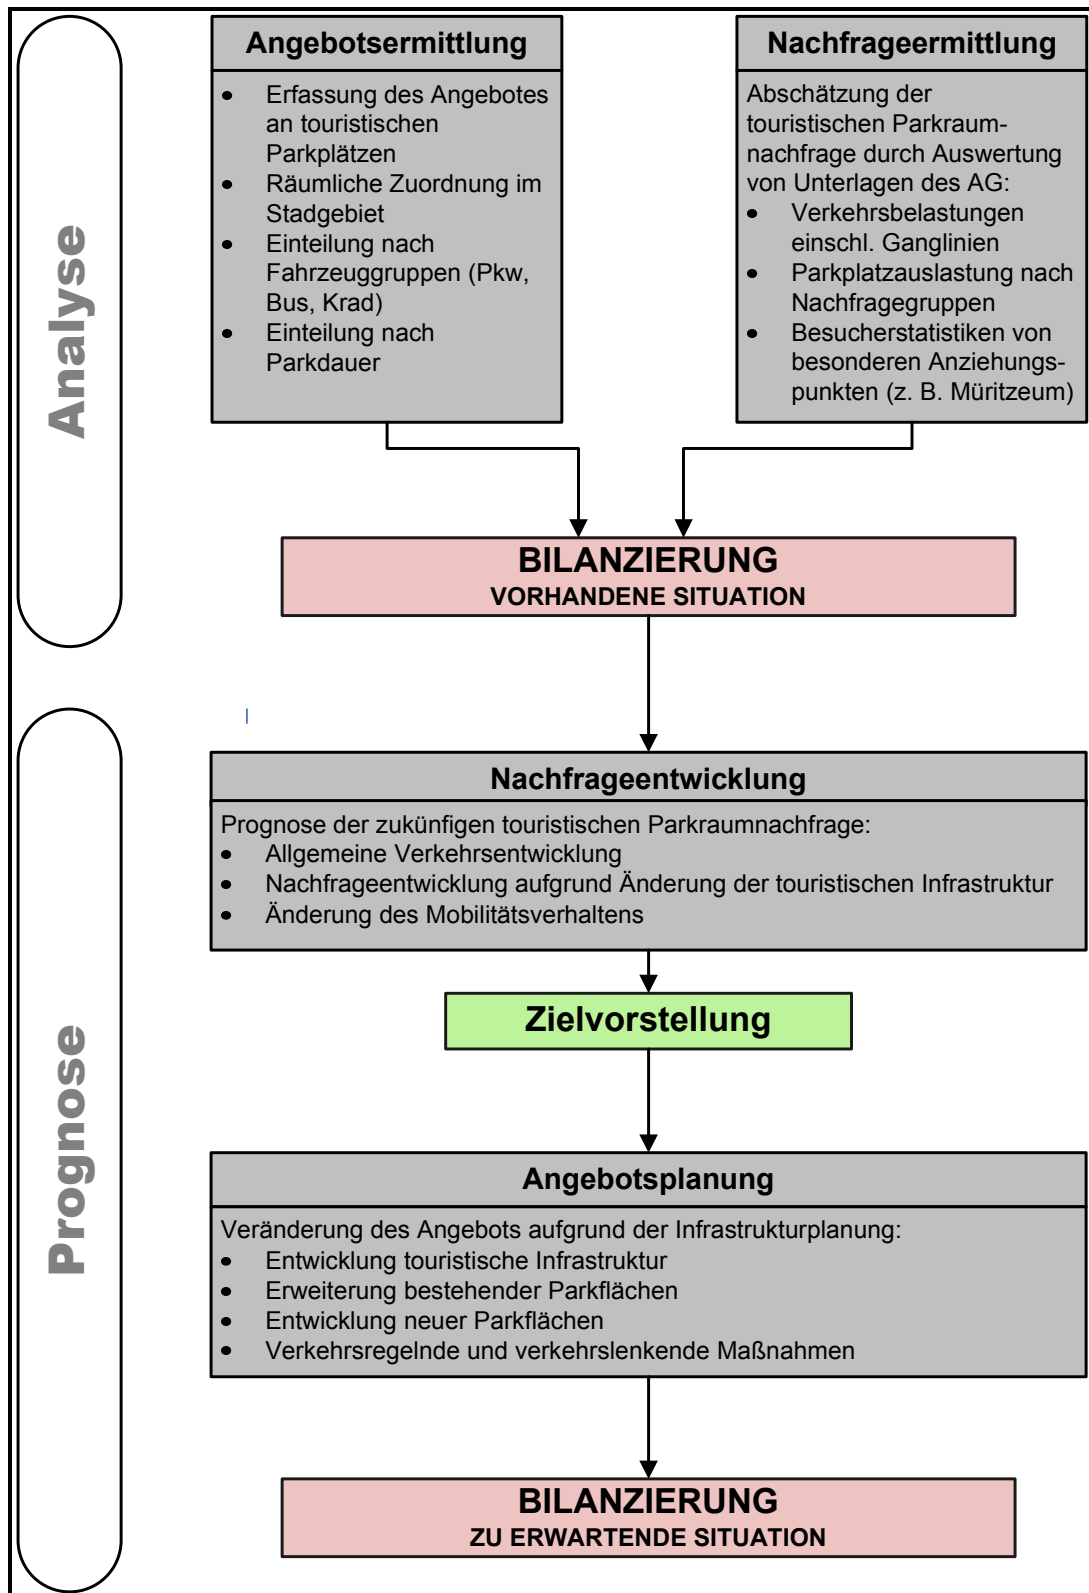 Analyse
Angebotsermittlung
• Erfassung des Angebotes
an touristischen
Parkplätzen
• Räumliche Zuordnung im
Stadgebiet
• Einteilung nach
Fahrzeuggruppen (Pkw,
Bus, Krad)
• Einteilung nach
Parkdauer
Nachfrageermittlung
Abschätzung der
touristischen Parkraum-
nachfrage durch Auswertung
von Unterlagen des AG:
• Verkehrsbelastungen
einschl. Ganglinien
• Parkplatzauslastung nach
Nachfragegruppen
• Besucherstatistiken von
besonderen Anziehungs-
punkten (z. B. Müritzeum)
BILANZIERUNG
VORHANDENE SITUATION
Prognose
Nachfrageentwicklung
Prognose der zukünfigen touristischen Parkraumnachfrage:
• Allgemeine Verkehrsentwicklung
• Nachfrageentwicklung aufgrund Änderung der touristischen Infrastruktur
• Änderung des Mobilitätsverhaltens
Zielvorstellung
Angebotsplanung
Veränderung des Angebots aufgrund der Infrastrukturplanung:
• Entwicklung touristische Infrastruktur
• Erweiterung bestehender Parkflächen
• Entwicklung neuer Parkflächen
• Verkehrsregelnde und verkehrslenkende Maßnahmen
BILANZIERUNG
ZU ERWARTENDE SITUATION